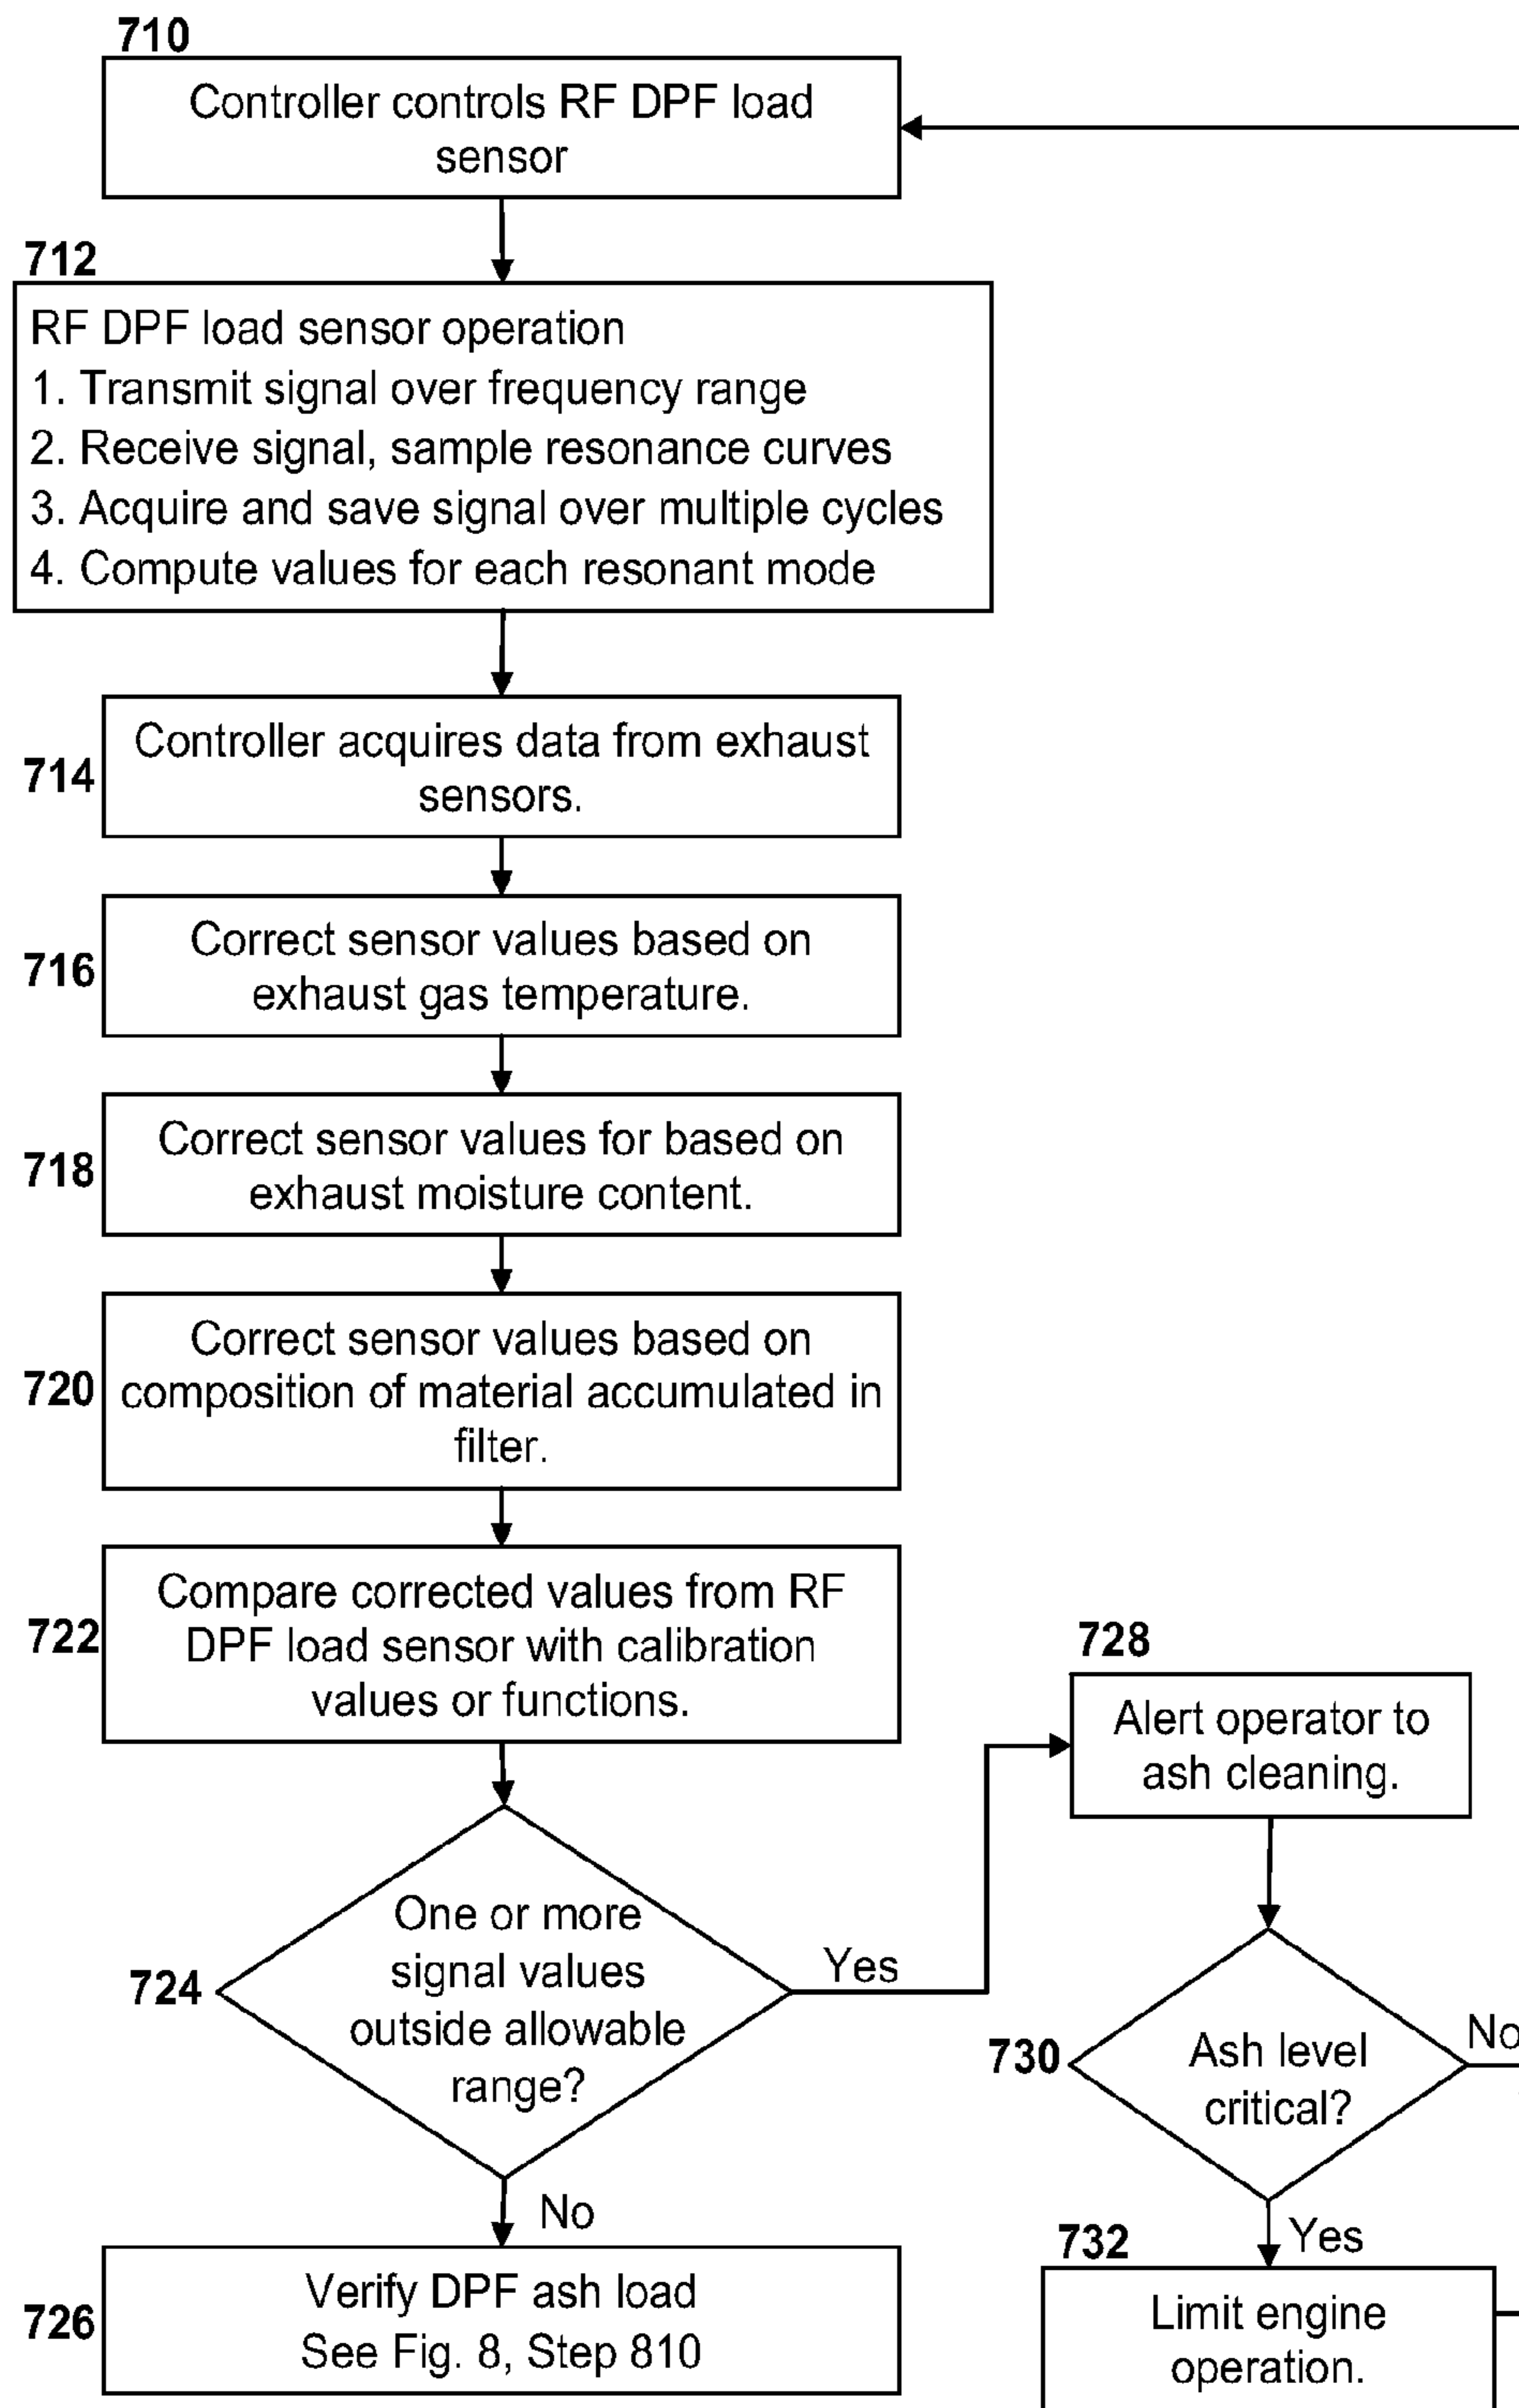 710
Controller controls RF DPF load
sensor
712
RF DPF load sensor operation
1. Transmit signal over frequency range
2. Receive signal, sample resonance curves
3. Acquire and save signal over multiple cycles
4. Compute values for each resonant mode
714
Controller acquires data from exhaust
sensors.
716
Correct sensor values based on
exhaust gas temperature.
718
Correct sensor values for based on
exhaust moisture content.
720
Correct sensor values based on
composition of material accumulated in
filter.
722
Compare corrected values from RF
DPF load sensor with calibration
values or functions.
724
One or more
signal values
outside allowable
range?
Yes
No
726
Verify DPF ash load
See Fig. 8, Step 810
728
Alert operator to
ash cleaning.
730
Ash level
critical?
No
Yes
732
Limit engine
operation.